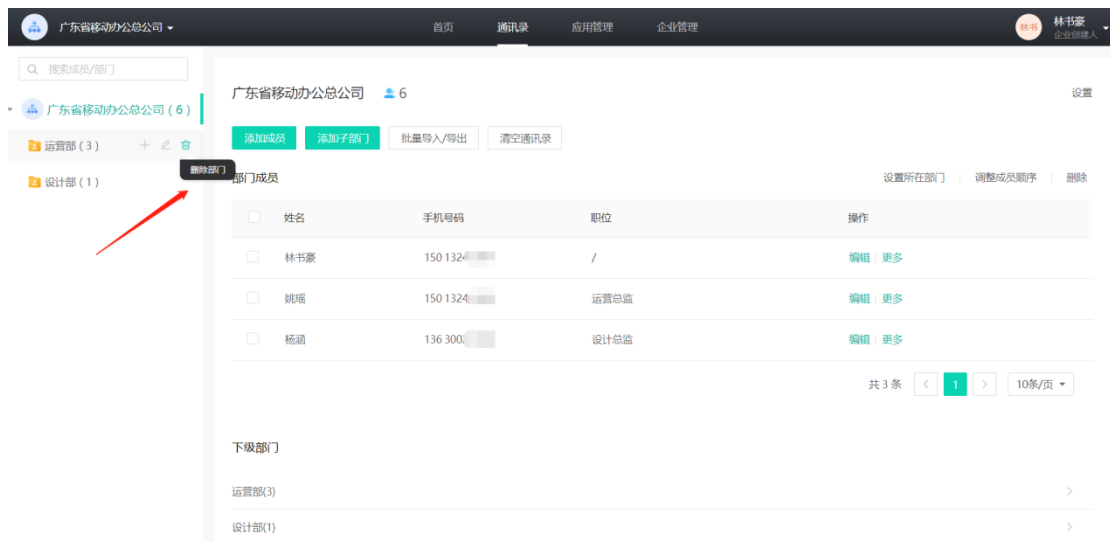 广东省移动办公总公司
首页
通讯录
应用管理
企业管理
林书
林书豪
企业创建人
搜索成员/部门
广东省移动办公总公司 ( 6 )
运营部 ( 3 )
删除部门
设计部 ( 1 )
广东省移动办公总公司 6
设置
添加成员
添加子部门
批量导入/导出
清空通讯录
部门成员
设置所在部门
调整成员顺序
删除
姓名 手机号码 职位 操作
林书豪 150 1324 / 编辑 更多
姚瑶 150 1324 运营总监 编辑 更多
杨涵 136 300 设计总监 编辑 更多
共 3 条 < 1 > 10条/页
下级部门
运营部(3)
设计部(1)